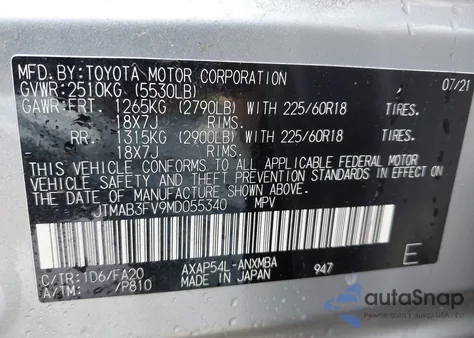 MFD.BY:TOYOTA MOTOR CORPORATION 07/21
GVWR:2510KG (5530LB)
GAWR:FRT. 1265KG (2790LB) WITH 225/60R18 TIRES.
18X7J RIMS.
RR. 1315KG (2900LB) WITH 225/60R18 TIRES.
18X7J RIMS.
THIS VEHICLE CONFORMS TO ALL APPLICABLE FEDERAL MOTOR
VEHICLE SAFETY, BUMPER, AND THEFT PREVENTION STANDARDS IN EFFECT ON
THE DATE OF MANUFACTURE SHOWN ABOVE.
JTMAB3FV9MD055340 MPV
C/TR:1D6/FA20 AXAP54L-ANXMBA E
A/TM: /P810 MADE IN JAPAN 947
autoSnap